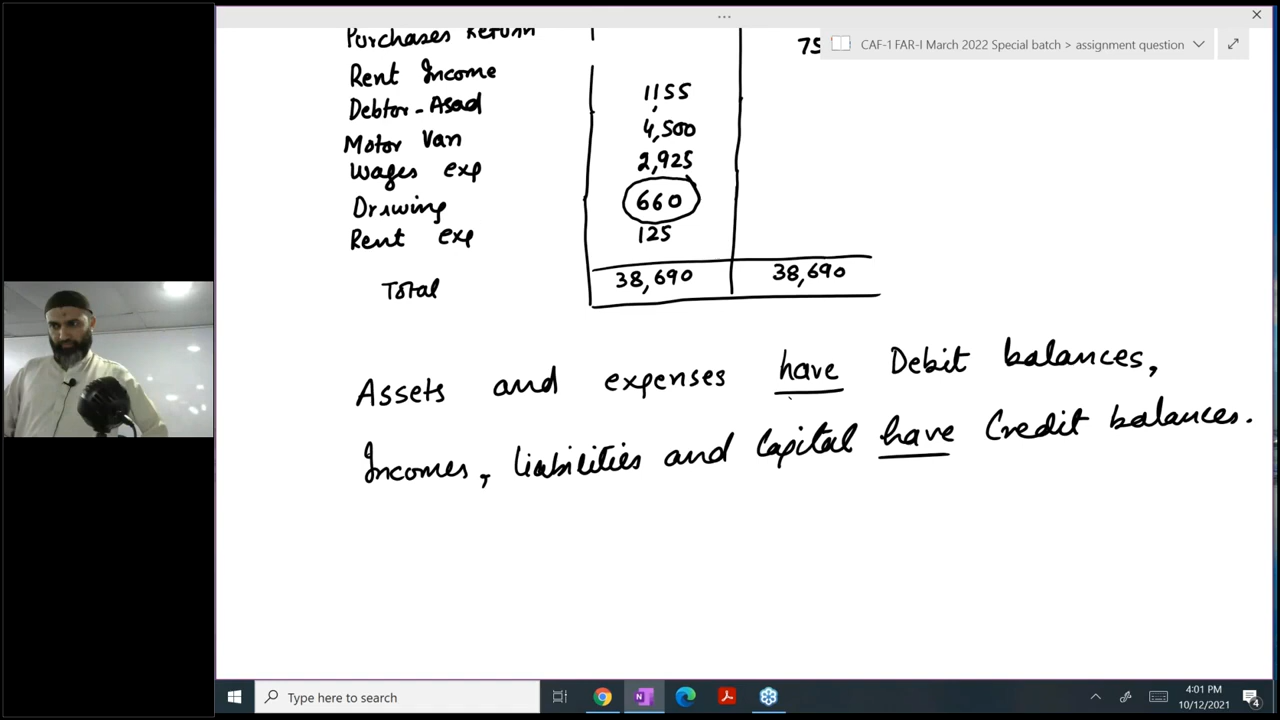 ...
Purchases Return
75
CAF-1 FAR-I March 2022 Special batch > assignment question
Rent Income
Debtor - Asad 1155
Motor Van 4,500
Wages exp 2,925
Drawing 660
Rent exp 125
Total 38,690 38,690
Assets and expenses have Debit balances,
Incomes, liabilities and Capital have Credit balances.
Type here to search
4:01 PM
10/12/2021
4